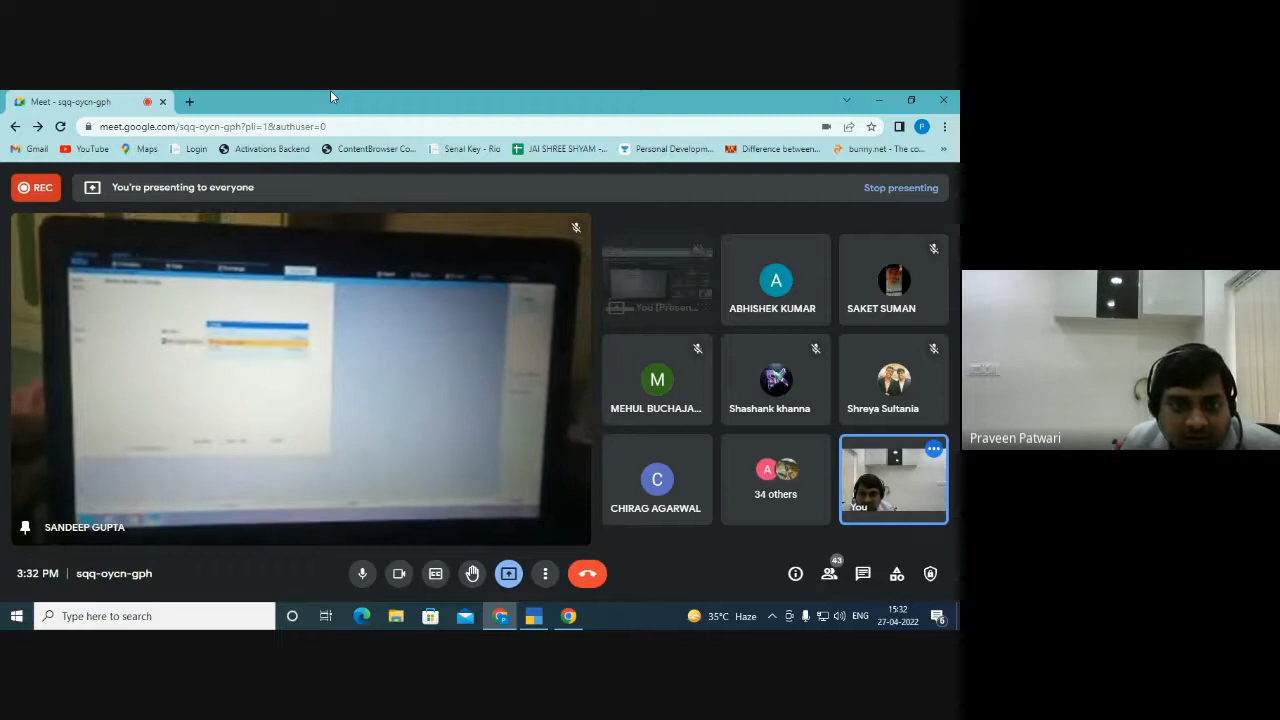 Meet - sqq-oycn-gph
meet.google.com/sqq-oycn-gph?pli=1&authuser=0
Gmail YouTube Maps Login Activations Backend ContentBrowser Co... Serial Key - Rio JAI SHREE SHYAM -... Personal Developm... Difference between... bunny.net - The co... »
REC
You're presenting to everyone
Stop presenting
You (Presen...
ABHISHEK KUMAR
SAKET SUMAN
M
MEHUL BUCHAJA...
Shashank khanna
Shreya Sultania
C
CHIRAG AGARWAL
A
34 others
You
A
SANDEEP GUPTA
Praveen Patwari
3:32 PM | sqq-oycn-gph
43
Type here to search
35°C Haze
ENG
15:32
27-04-2022
6
P